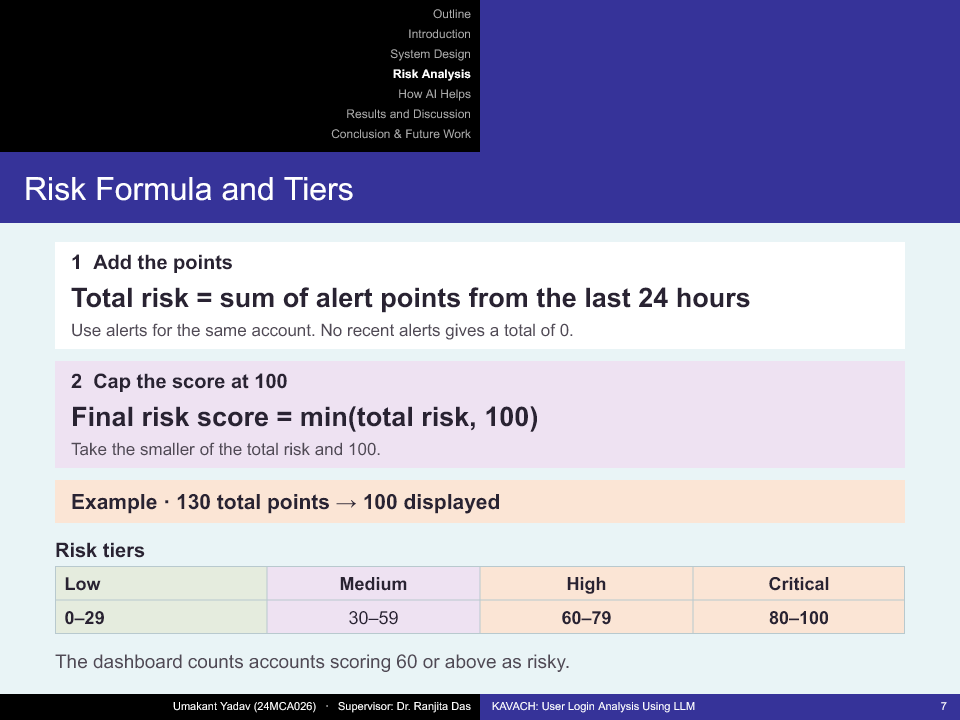 Outline
Introduction
System Design
Risk Analysis
How AI Helps
Results and Discussion
Conclusion & Future Work
Risk Formula and Tiers
1 Add the points
Total risk = sum of alert points from the last 24 hours
Use alerts for the same account. No recent alerts gives a total of 0.
2 Cap the score at 100
Final risk score = min(total risk, 100)
Take the smaller of the total risk and 100.
Example · 130 total points → 100 displayed
Risk tiers
Low Medium High Critical
0–29 30–59 60–79 80–100
The dashboard counts accounts scoring 60 or above as risky.
Umakant Yadav (24MCA026) · Supervisor: Dr. Ranjita Das KAVACH: User Login Analysis Using LLM 7